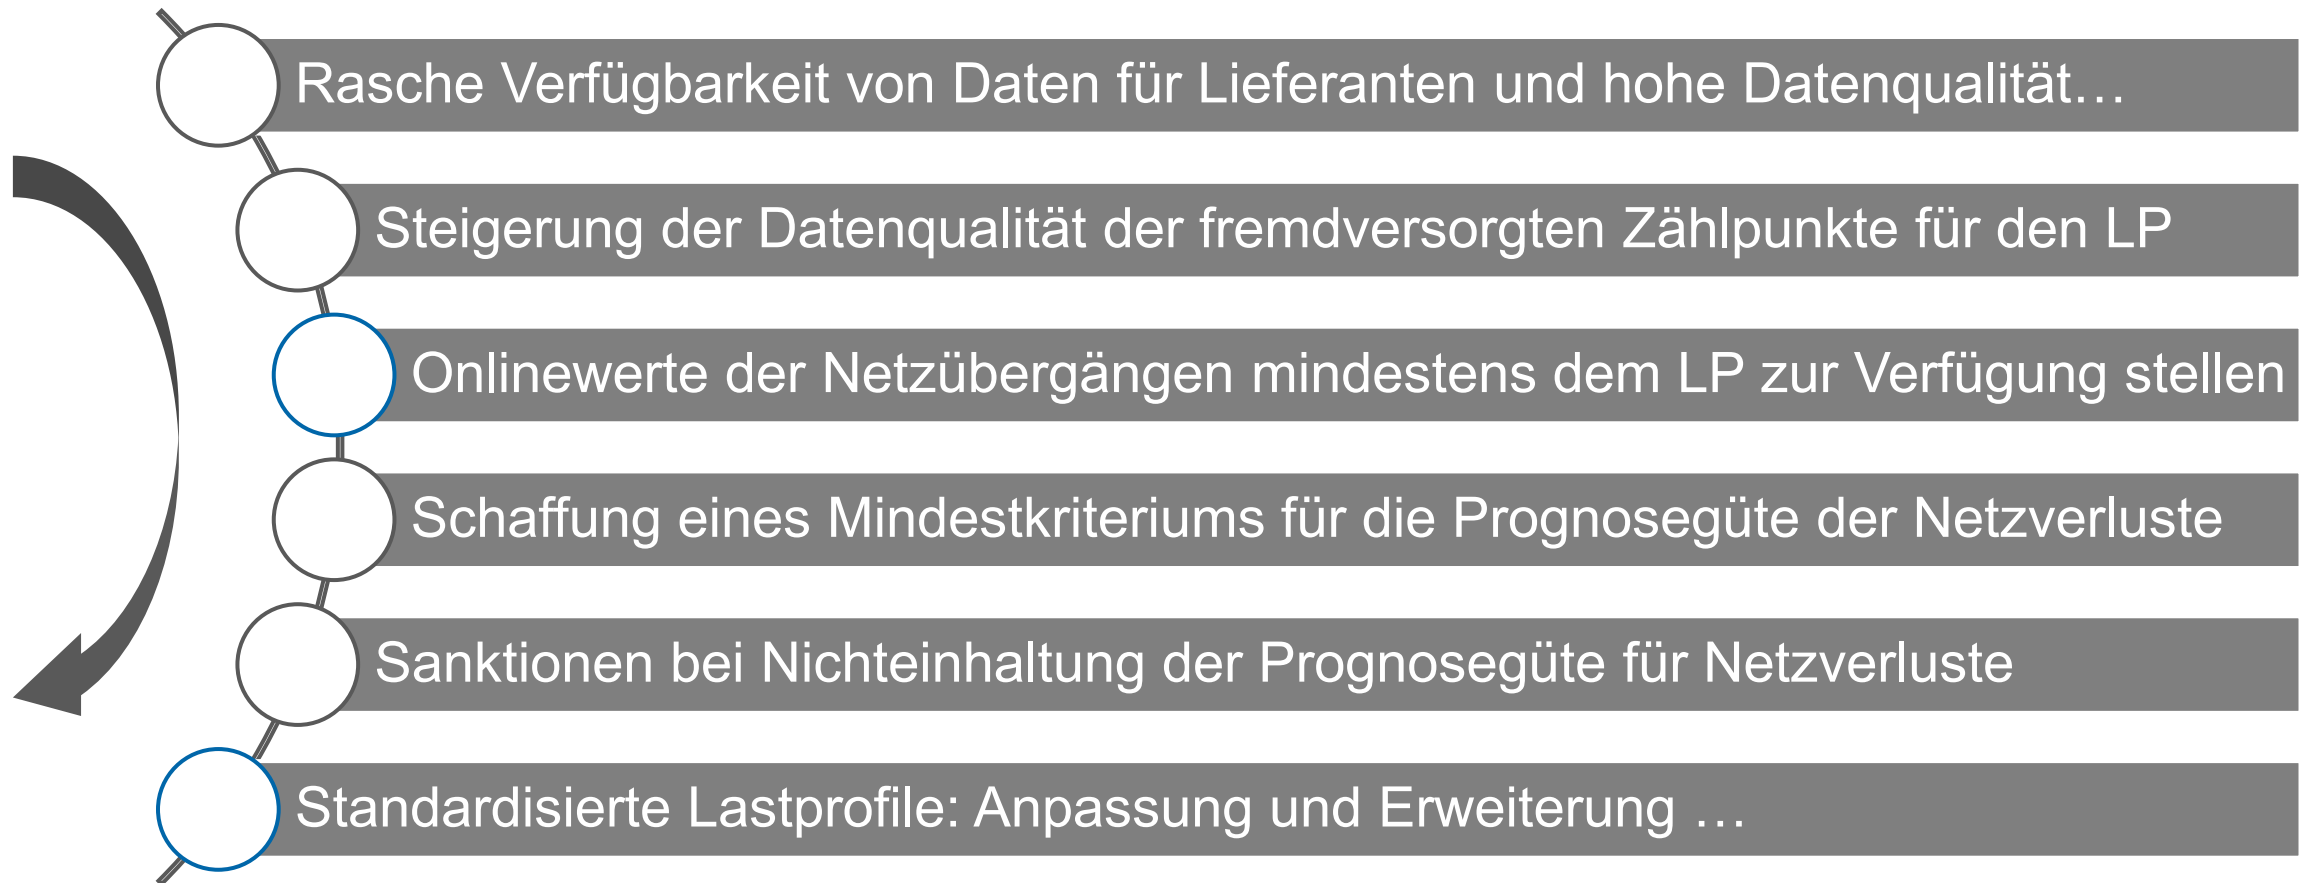 Rasche Verfügbarkeit von Daten für Lieferanten und hohe Datenqualität…
Steigerung der Datenqualität der fremdversorgten Zählpunkte für den LP
Onlinewerte der Netzübergängen mindestens dem LP zur Verfügung stellen
Schaffung eines Mindestkriteriums für die Prognosegüte der Netzverluste
Sanktionen bei Nichteinhaltung der Prognosegüte für Netzverluste
Standardisierte Lastprofile: Anpassung und Erweiterung …